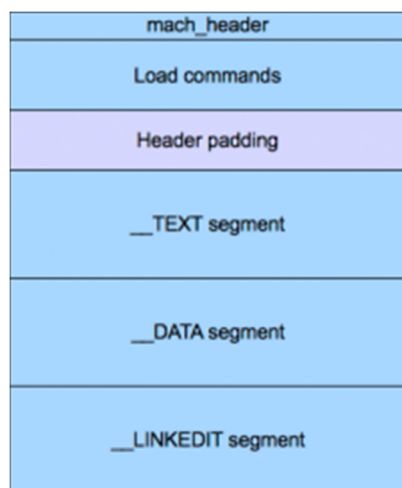 mach_header
Load commands
Header padding
__TEXT segment
__DATA segment
__LINKEDIT segment